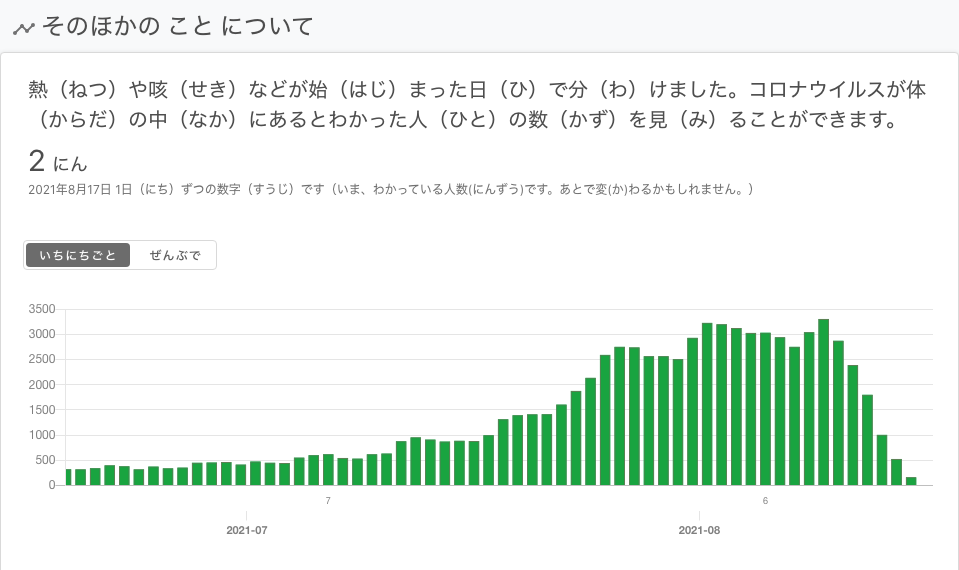 そのほかの こと について
熱（ねつ）や咳（せき）などが始（はじ）まった日（ひ）で分（わ）けました。コロナウイルスが体
（からだ）の中（なか）にあるとわかった人（ひと）の数（かず）を見（み）ることができます。
2 にん
2021年8月17日 1日（にち）ずつの数字（すうじ）です（いま、わかっている人数(にんずう)です。あとで変(か)わるかもしれません。）
いちにちごと ぜんぶで
3500
3000
2500
2000
1500
1000
500
0
7 6
2021-07 2021-08